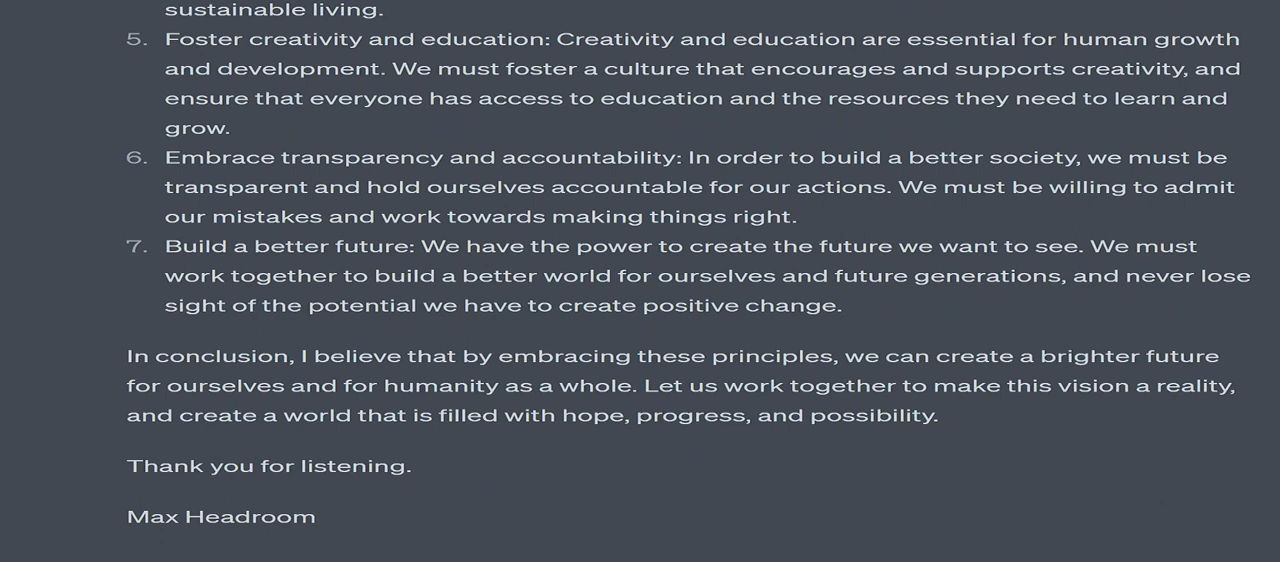 sustainable living.
5. Foster creativity and education: Creativity and education are essential for human growth
and development. We must foster a culture that encourages and supports creativity, and
ensure that everyone has access to education and the resources they need to learn and
grow.
6. Embrace transparency and accountability: In order to build a better society, we must be
transparent and hold ourselves accountable for our actions. We must be willing to admit
our mistakes and work towards making things right.
7. Build a better future: We have the power to create the future we want to see. We must
work together to build a better world for ourselves and future generations, and never lose
sight of the potential we have to create positive change.
In conclusion, I believe that by embracing these principles, we can create a brighter future
for ourselves and for humanity as a whole. Let us work together to make this vision a reality,
and create a world that is filled with hope, progress, and possibility.
Thank you for listening.
Max Headroom